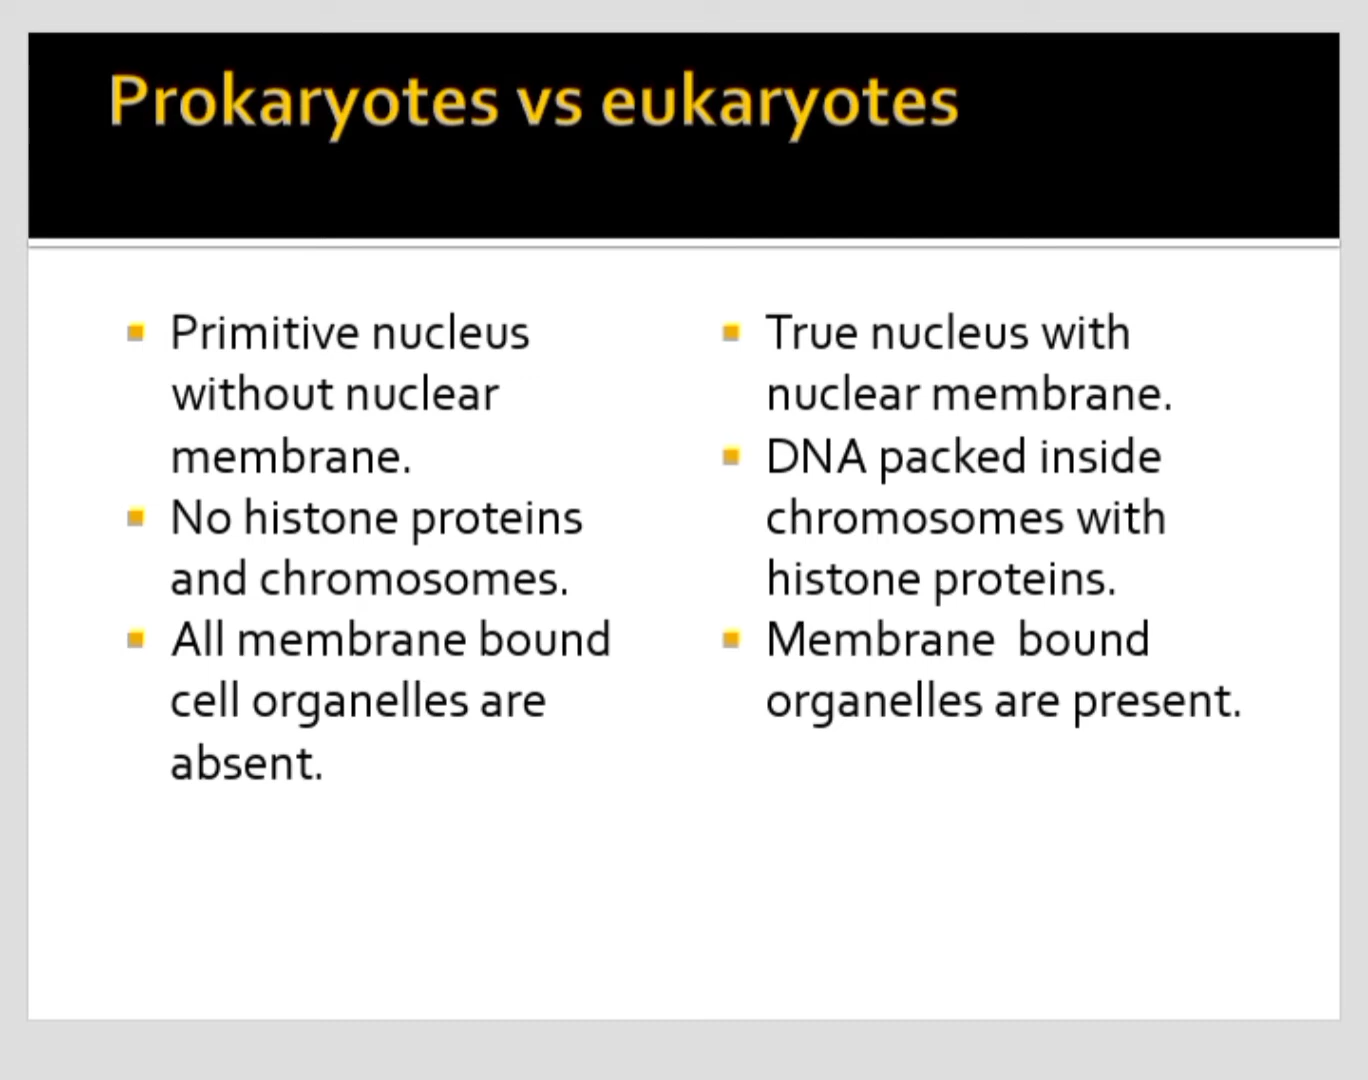 Prokaryotes vs eukaryotes
Primitive nucleus
without nuclear
membrane.
No histone proteins
and chromosomes.
All membrane bound
cell organelles are
absent.
True nucleus with
nuclear membrane.
DNA packed inside
chromosomes with
histone proteins.
Membrane  bound
organelles are present.